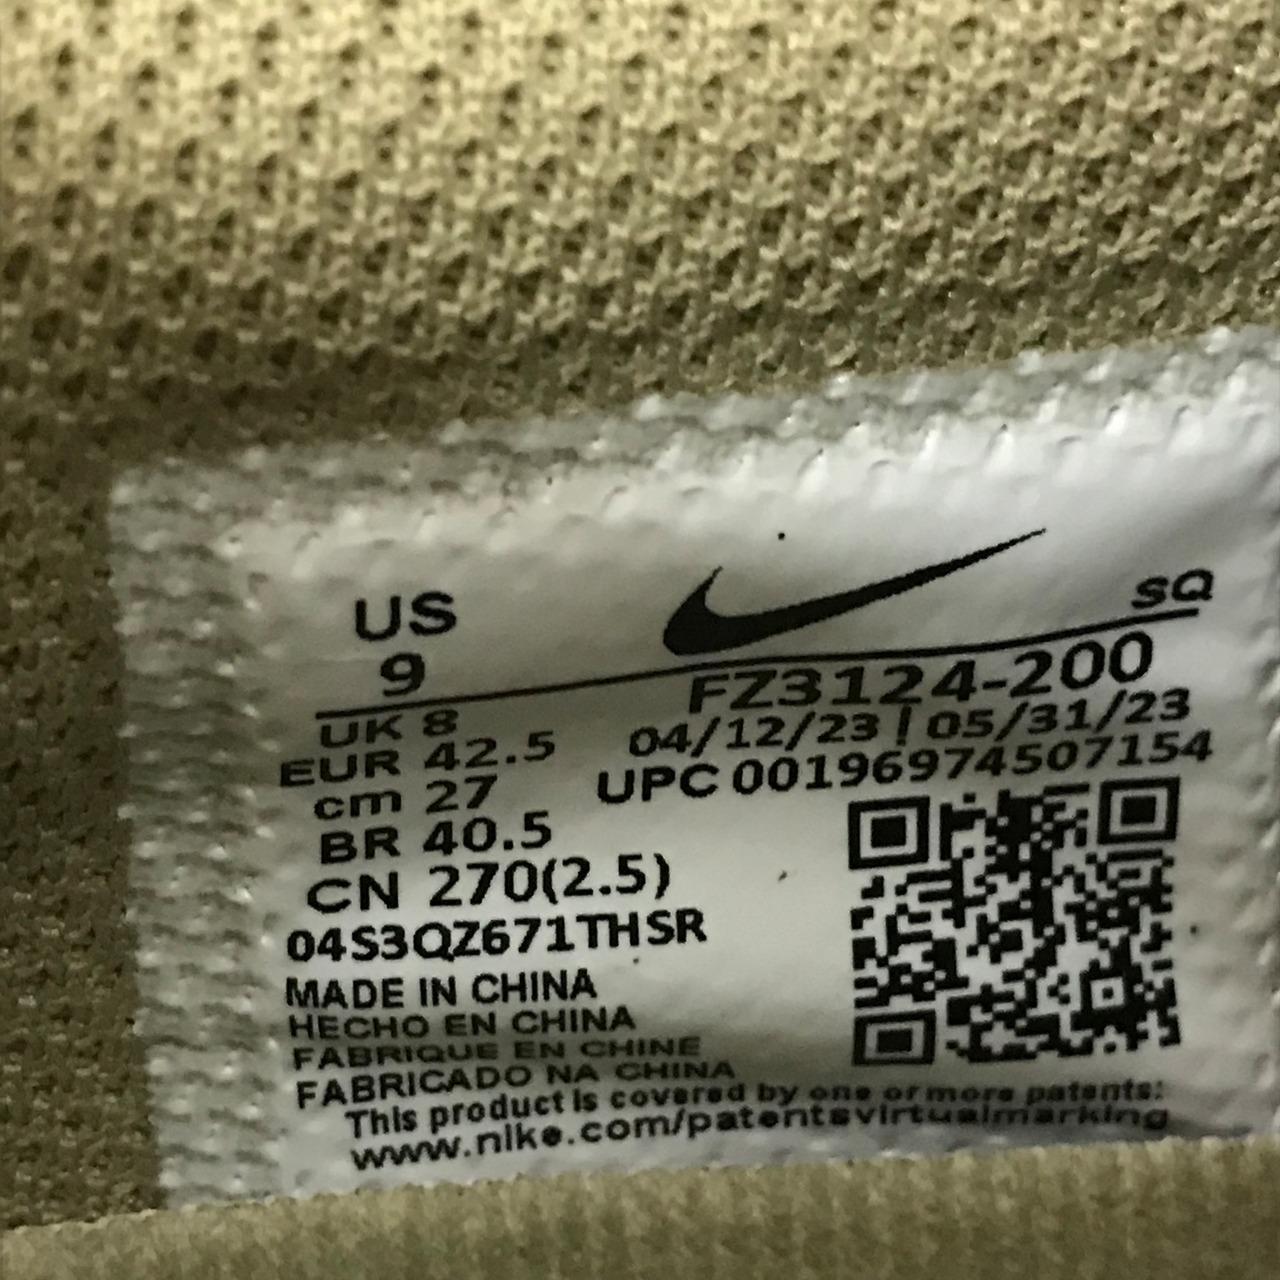 US
9
SQ
FZ3124-200
UK 8
04/12/23 | 05/31/23
EUR 42.5
UPC 00196974507154
cm 27
BR 40.5
CN 270(2.5)
04S3QZ671THSR
MADE IN CHINA
HECHO EN CHINA
FABRIQUE EN CHINE
FABRICADO NA CHINA
This product is covered by one or more patents:
www.nike.com/patentsvirtualmarking